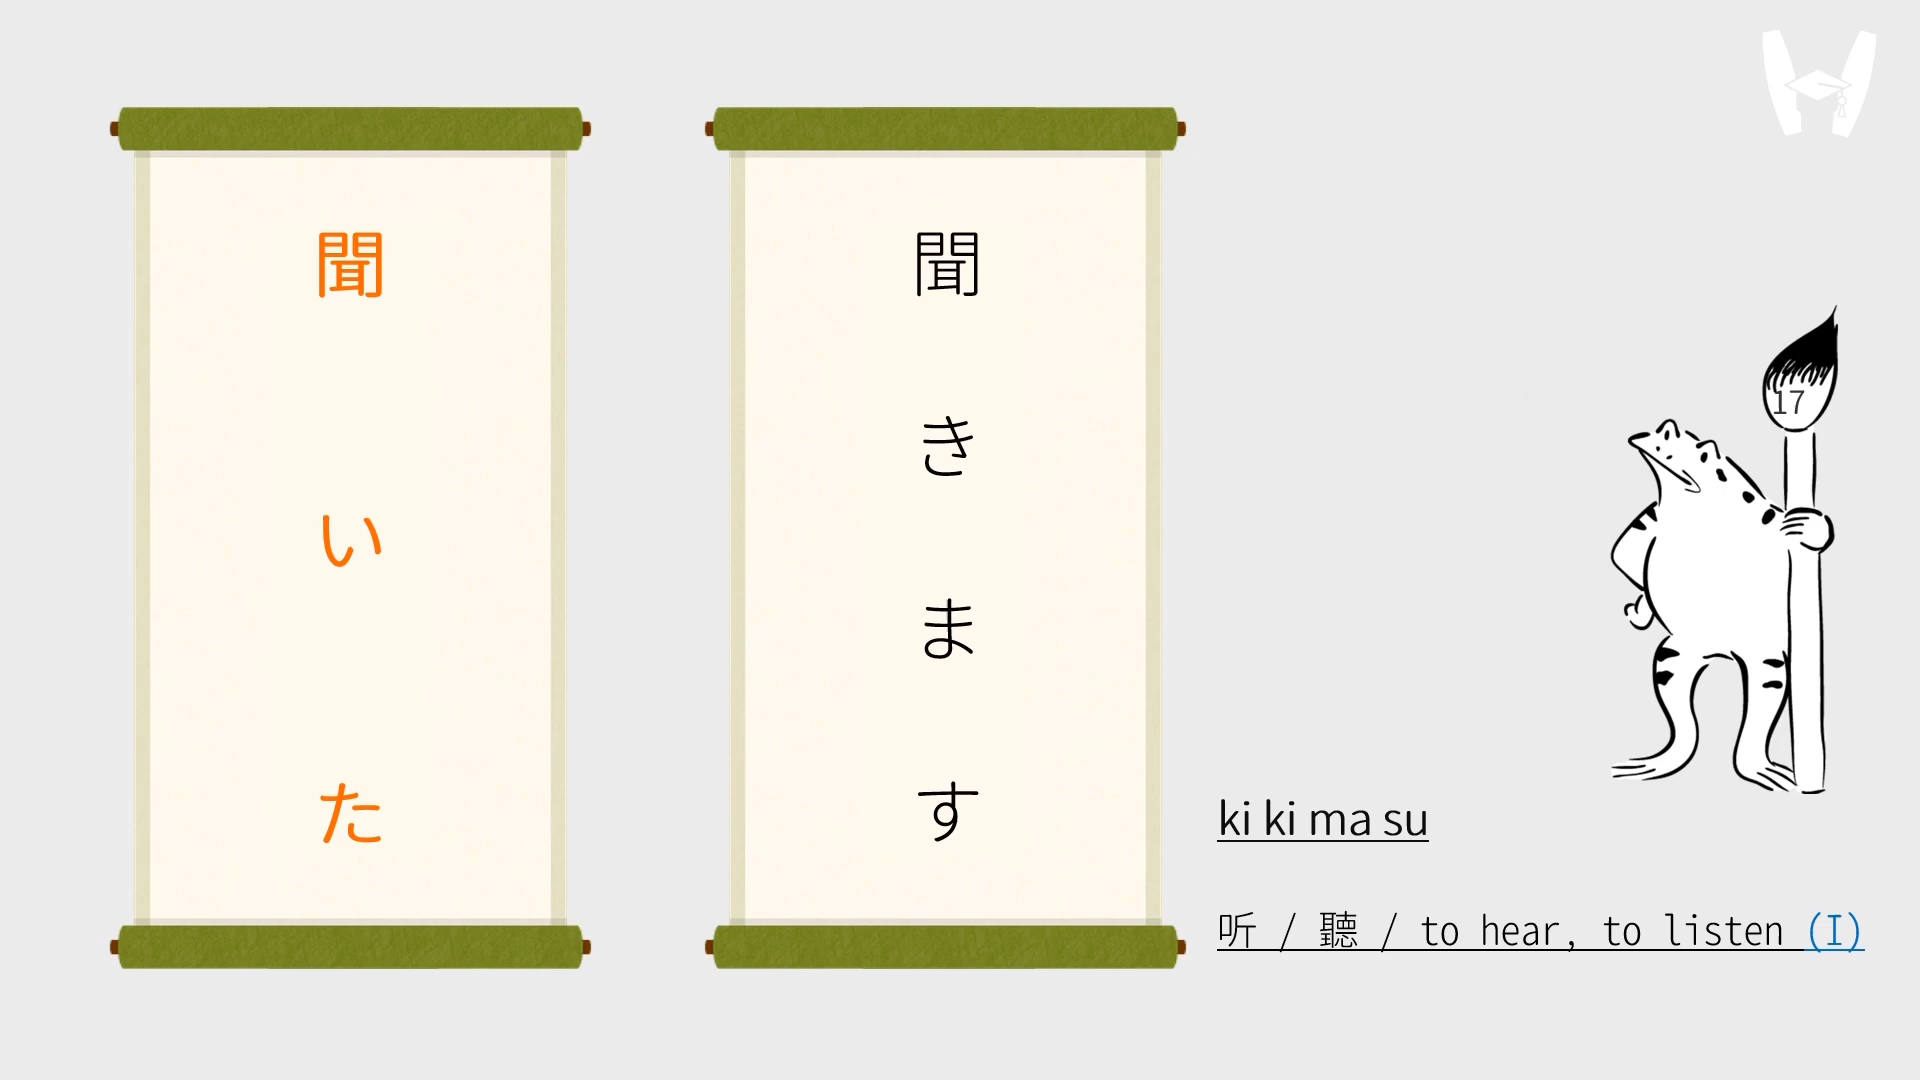 聞いた
聞きます
ki ki ma su
听 / 聽 / to hear, to listen (I)
17